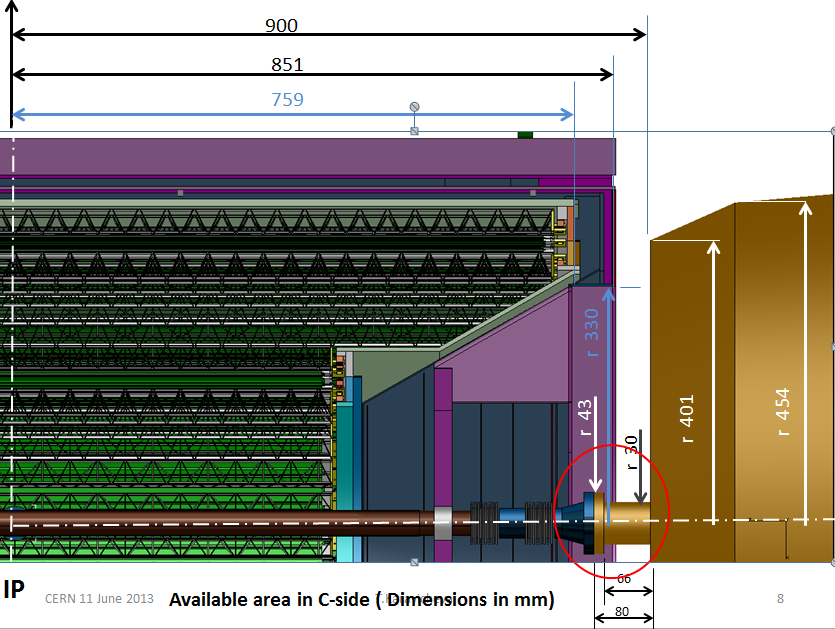 900
851
759
r 330
r 43
r 30
r 401
r 454
66
80
IP
CERN 11 June 2013
Available area in C-side ( Dimensions in mm)
8